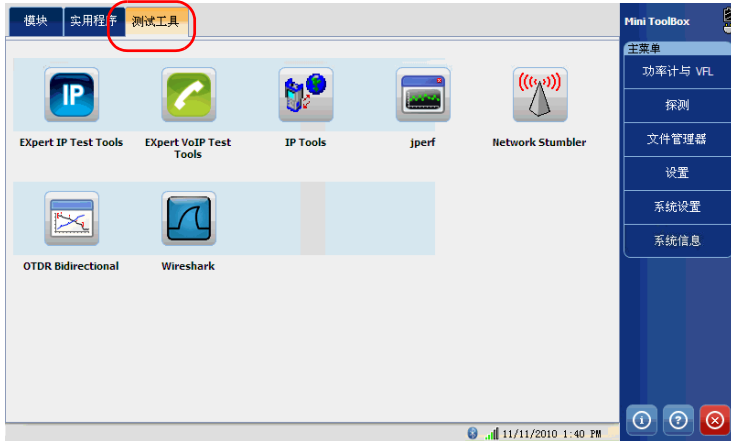 模块 实用程序 测试工具
EXpert IP Test Tools
EXpert VoIP Test
Tools
IP Tools
jperf
Network Stumbler
OTDR Bidirectional
Wireshark
11/11/2010 1:40 PM
Mini ToolBox
主菜单
功率计与 VFL
探测
文件管理器
设置
系统设置
系统信息
IP